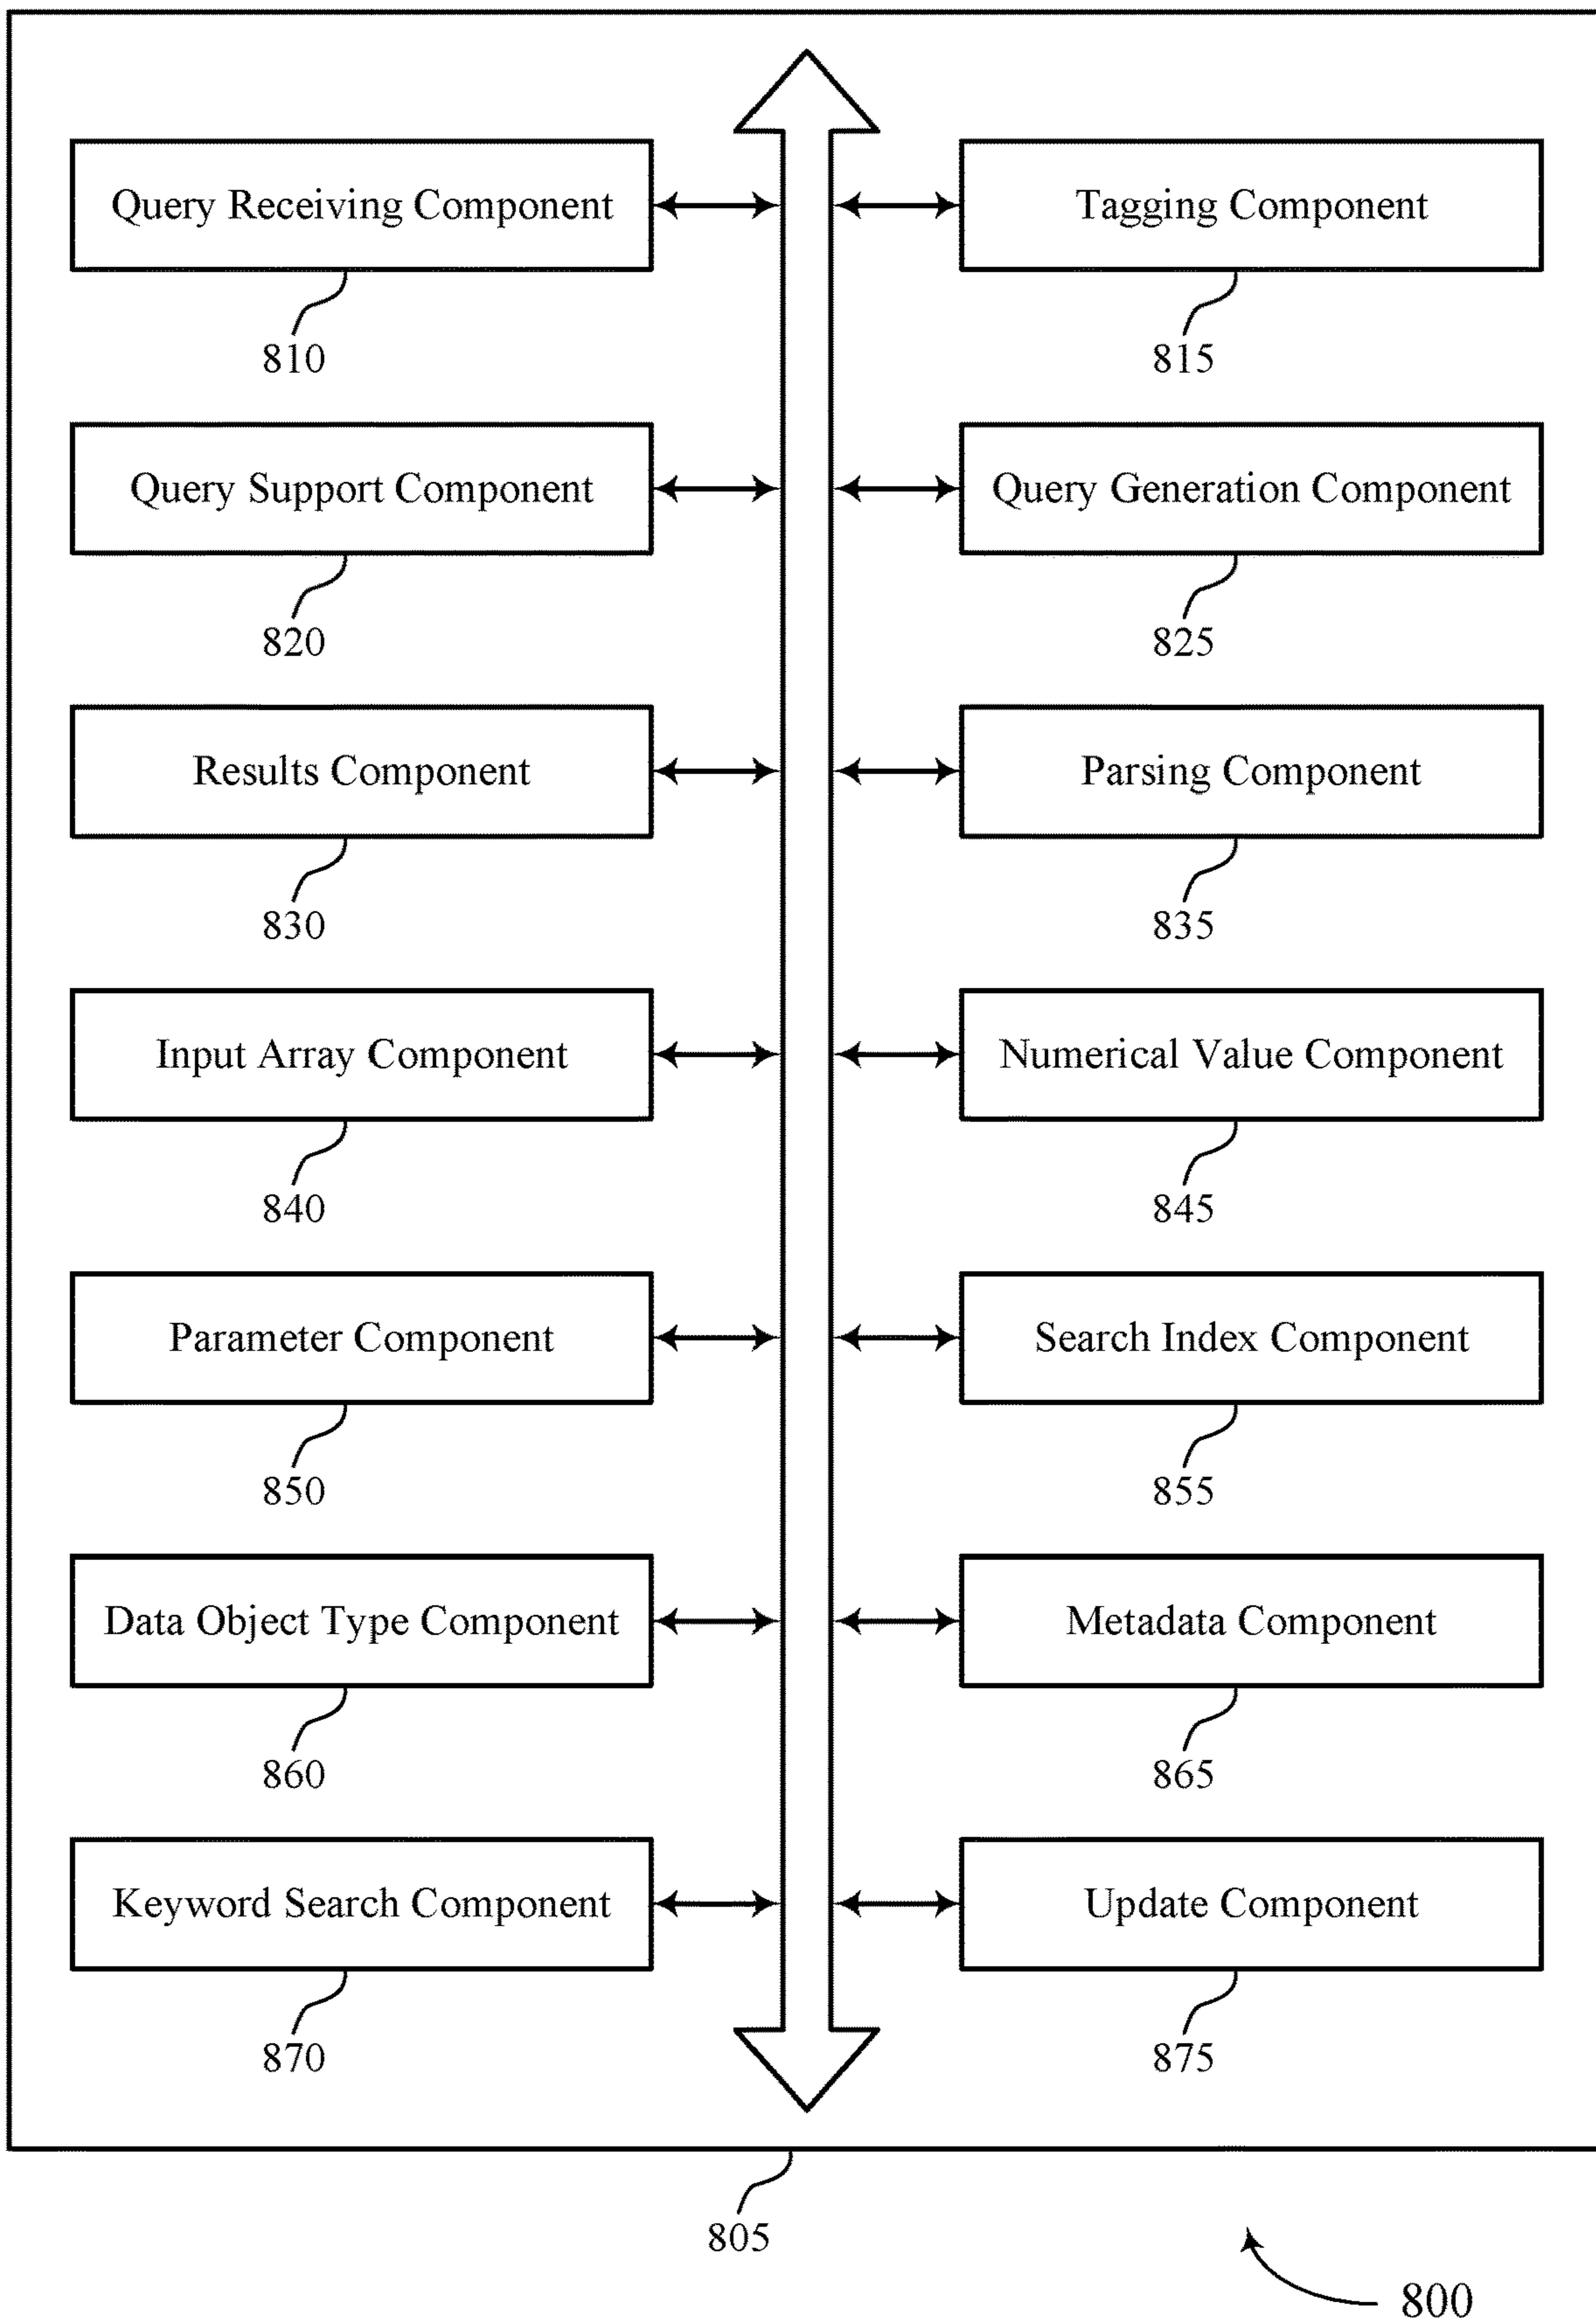 Query Receiving Component
Tagging Component
810
815
Query Support Component
Query Generation Component
820
825
Results Component
Parsing Component
830
835
Input Array Component
Numerical Value Component
840
845
Parameter Component
Search Index Component
850
855
Data Object Type Component
Metadata Component
860
865
Keyword Search Component
Update Component
870
875
805
800